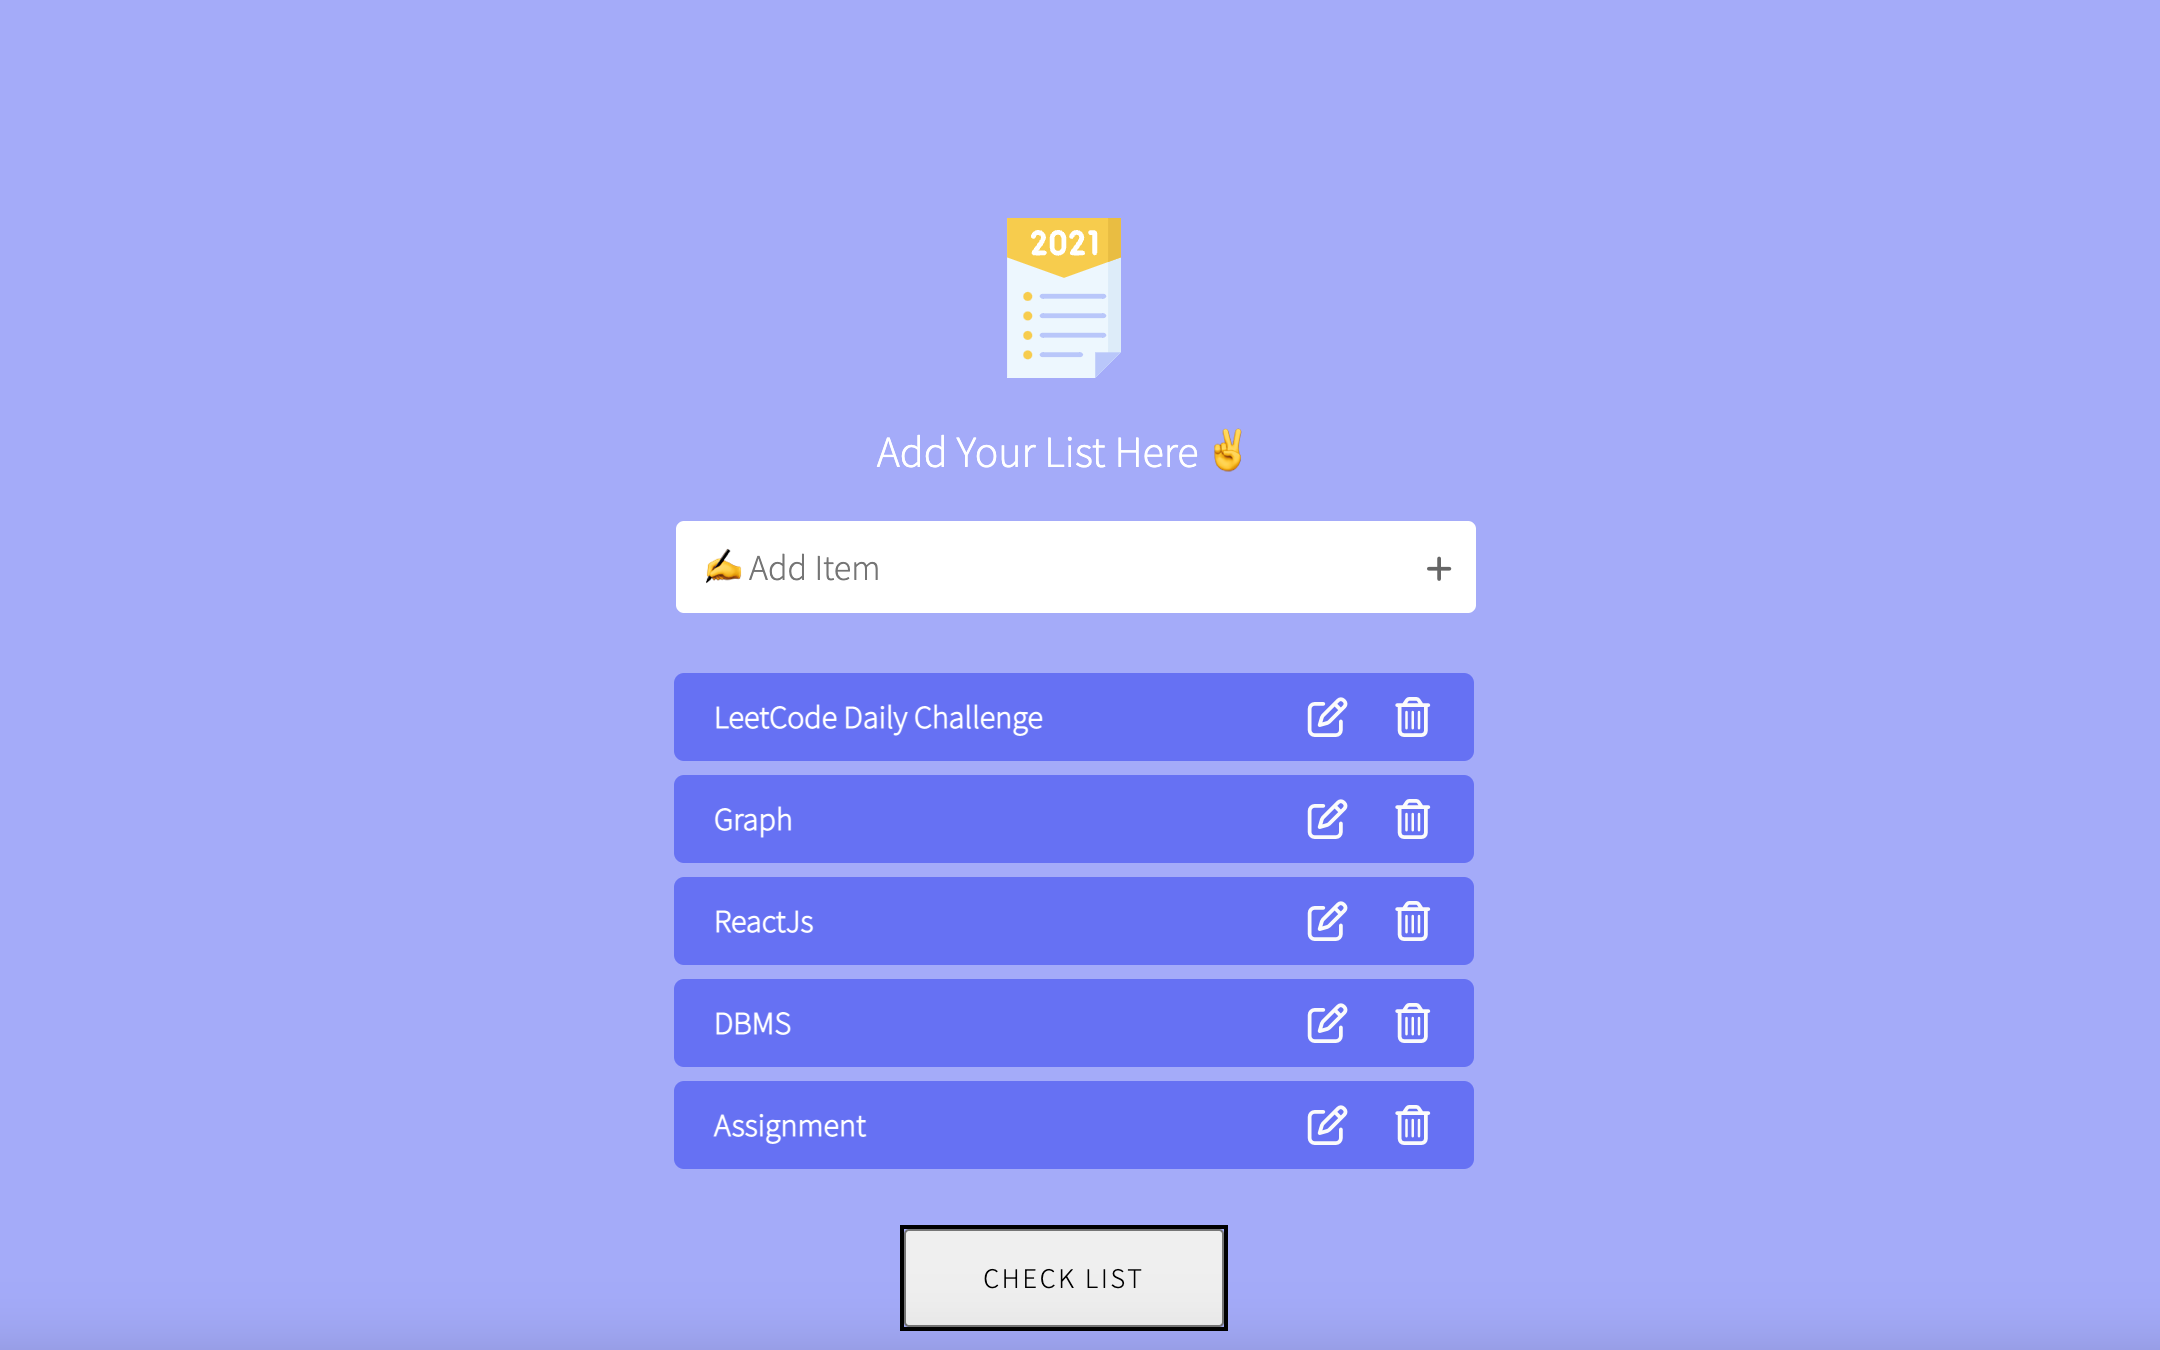 2021
Add Your List Here ✌️
✍️ Add Item
LeetCode Daily Challenge
Graph
ReactJs
DBMS
Assignment
CHECK LIST